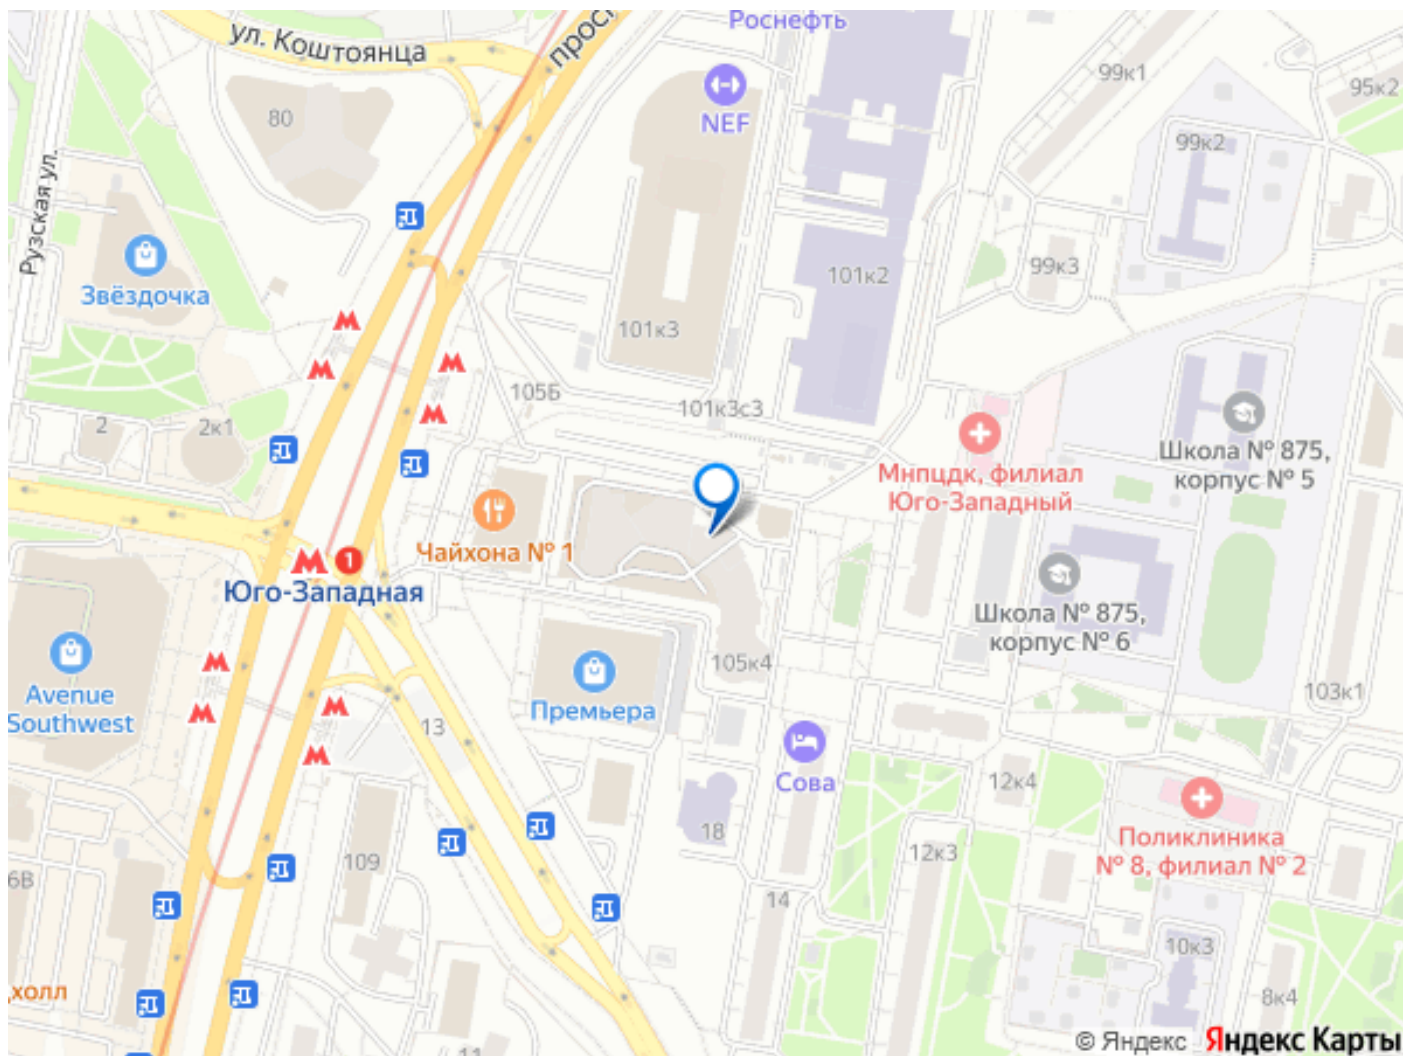 Роснефть
ул. Коштоянца
99к1
95к2
NEF
80
99к2
Рузская ул.
99к3
101к2
Звёздочка
101к3
105Б
101к3с3
2
2к1
Школа № 875,
корпус № 5
Мнпцдк, филиал
Юго-Западный
Чайхона № 1
1
Юго-Западная
Школа № 875,
корпус № 6
105к4
103к1
Avenue
Southwest
Премьера
13
Сова
12к4
18
Поликлиника
№ 8, филиал № 2
12к3
109
6В
14
10к3
холл
8к4
11
© Яндекс Яндекс Карты